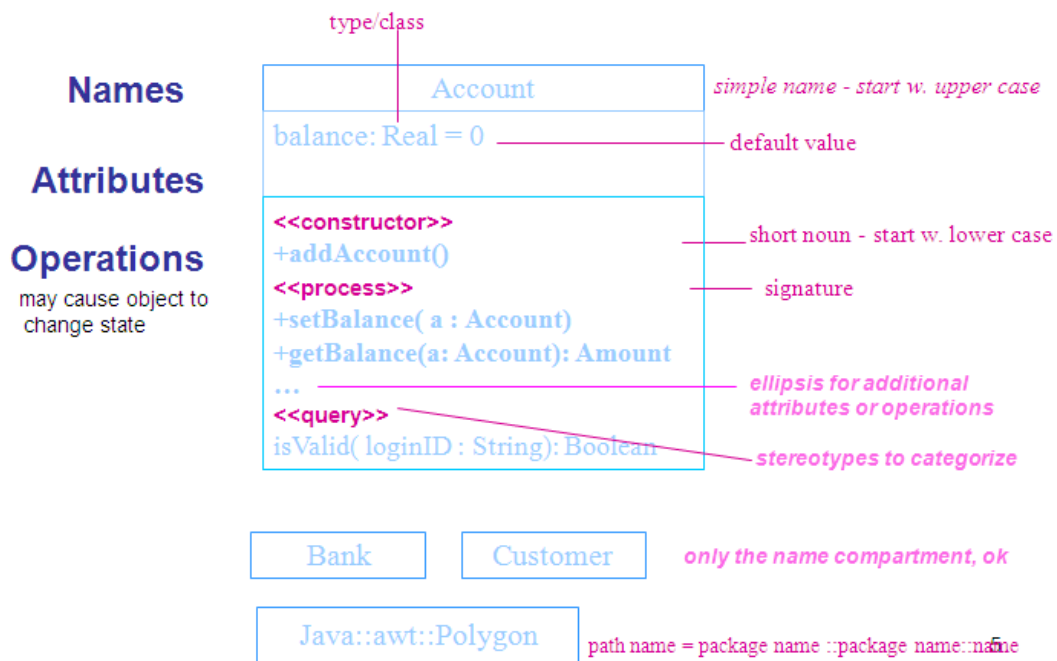 type/class
Names
Account
simple name - start w. upper case
balance: Real = 0
default value
Attributes
<<constructor>>
short noun - start w. lower case
Operations
+addAccount()
<<process>>
signature
may cause object to
change state
+setBalance( a : Account)
+getBalance(a: Account): Amount
...
ellipsis for additional
attributes or operations
<<query>>
isValid( loginID : String): Boolean
stereotypes to categorize
Bank
Customer
only the name compartment, ok
Java::awt::Polygon
path name = package name ::package name::name
5